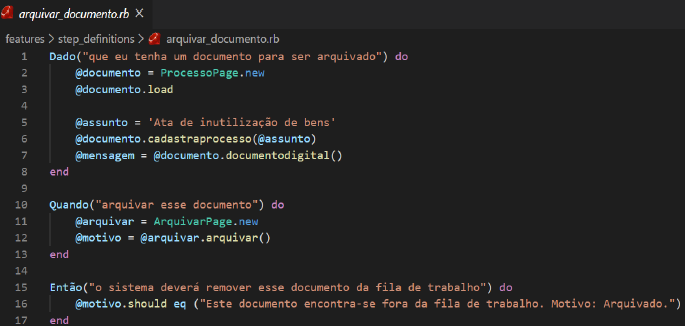 arquivar_documento.rb X
features > step_definitions > arquivar_documento.rb
1 Dado("que eu tenha um documento para ser arquivado") do
2 @documento = ProcessoPage.new
3 @documento.load
4
5 @assunto = 'Ata de inutilização de bens'
6 @documento.cadastraprocesso(@assunto)
7 @mensagem = @documento.documentodigital()
8 end
9
10 Quando("arquivar esse documento") do
11 @arquivar = ArquivarPage.new
12 @motivo = @arquivar.arquivar()
13 end
14
15 Então("o sistema deverá remover esse documento da fila de trabalho") do
16 @motivo.should eq ("Este documento encontra-se fora da fila de trabalho. Motivo: Arquivado.")
17 end